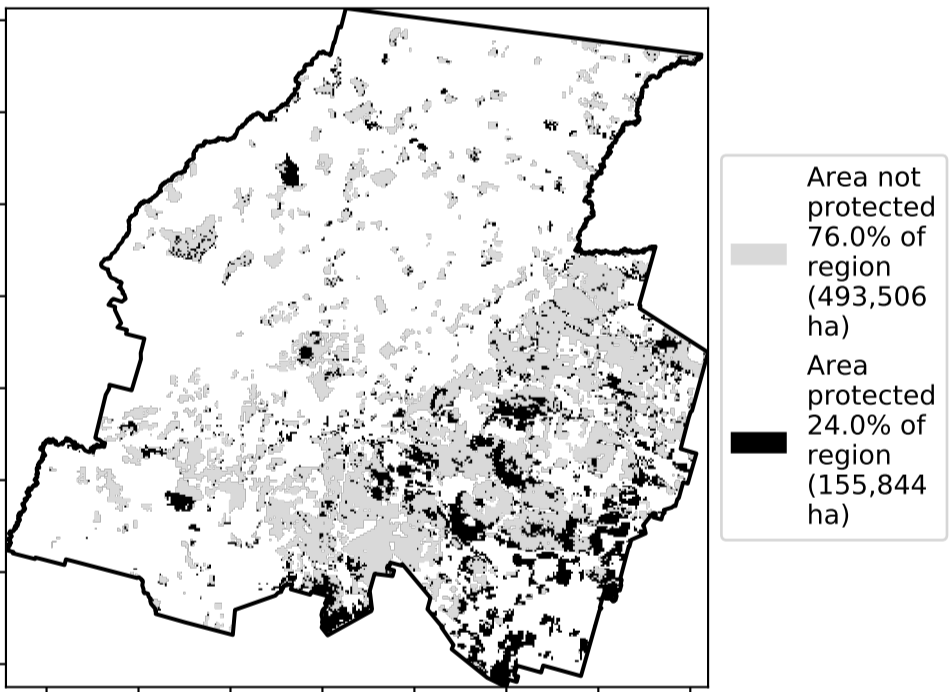 Area not
protected
76.0% of
region
(493,506
ha)
Area
protected
24.0% of
region
(155,844
ha)